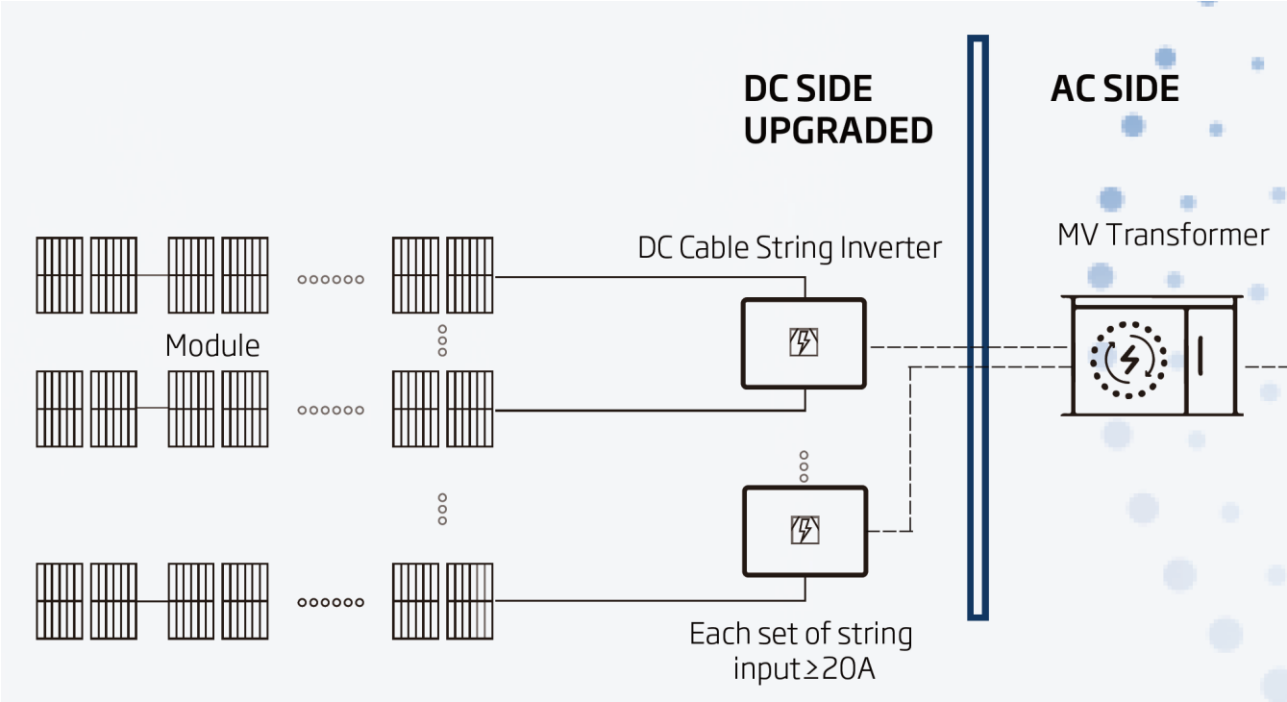 DC SIDE
UPGRADED
AC SIDE
DC Cable String Inverter
MV Transformer
Module
Each set of string
input≥20A